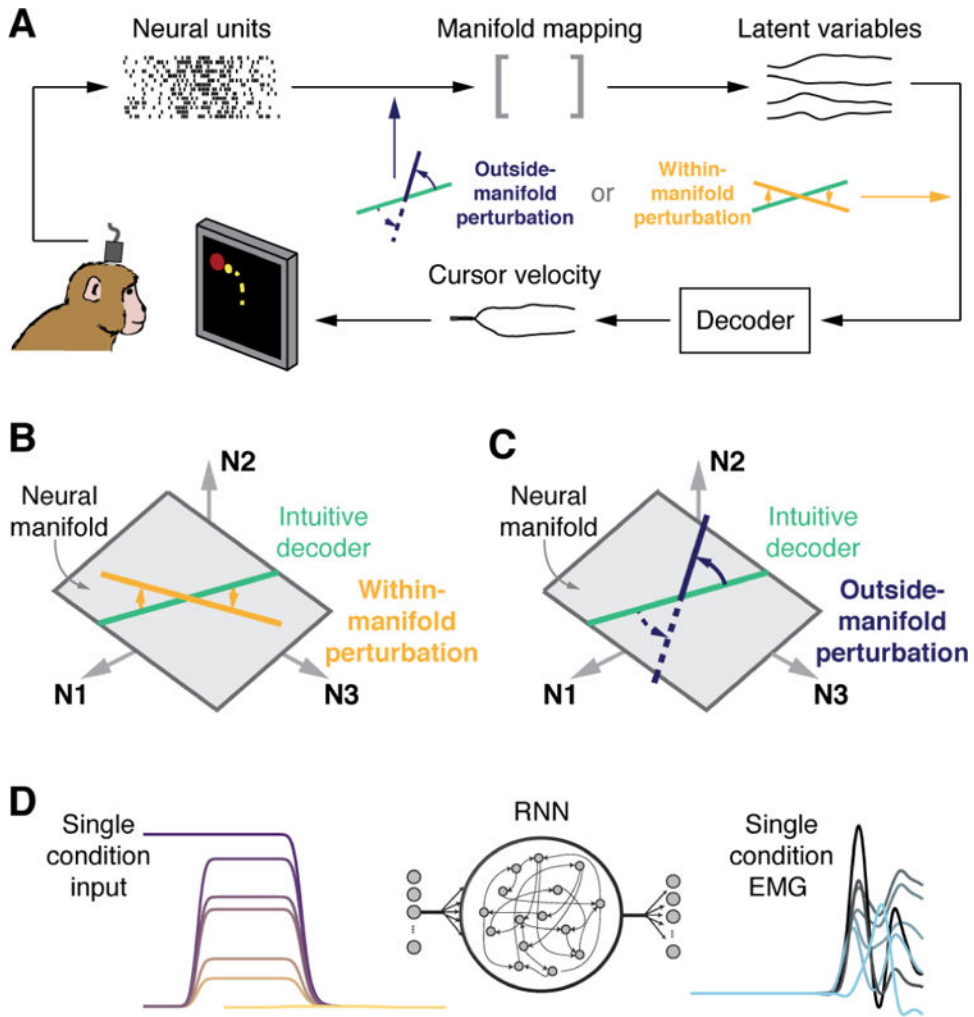 A
Neural units
Manifold mapping
Latent variables
[ ]
Outside-
manifold
perturbation
or
Within-
manifold
perturbation
Cursor velocity
Decoder
B
N2
Neural
manifold
Intuitive
decoder
Within-
manifold
perturbation
N1
N3
C
N2
Neural
manifold
Intuitive
decoder
Outside-
manifold
perturbation
N1
N3
D
Single
condition
input
RNN
Single
condition
EMG